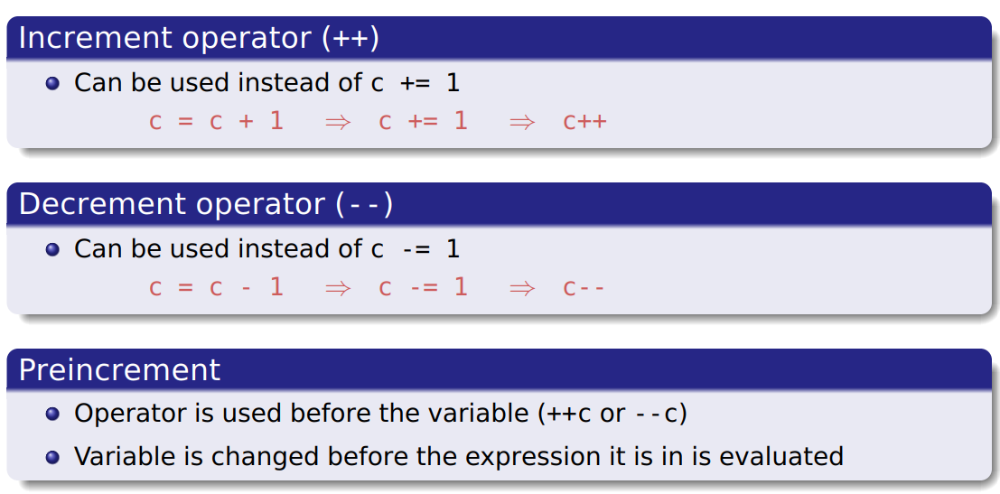 Increment operator (++)
Can be used instead of c += 1
c = c + 1 ⇒ c += 1 ⇒ c++
Decrement operator (--)
Can be used instead of c -= 1
c = c - 1 ⇒ c -= 1 ⇒ c--
Preincrement
Operator is used before the variable (++c or --c)
Variable is changed before the expression it is in is evaluated